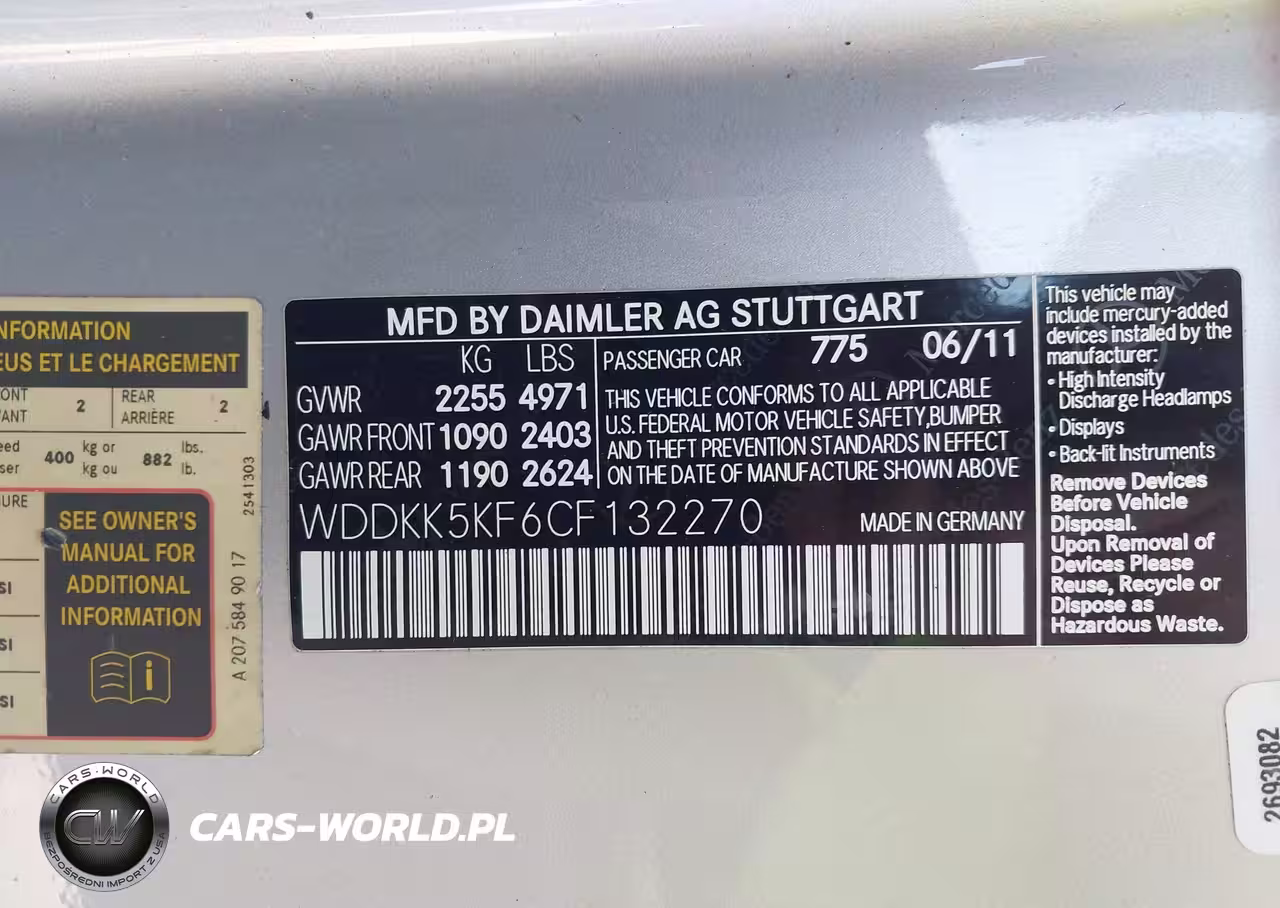 NFORMATION
EUS ET LE CHARGEMENT
ONT
ANT
2
REAR
ARRIÈRE
2
eed
ser
400
kg or
kg ou
882
lbs.
lb.
URE
SI
SI
SI
SEE OWNER'S
MANUAL FOR
ADDITIONAL
INFORMATION
i
2541303
A 207 584 90 17
MFD BY DAIMLER AG STUTTGART
KG LBS
GVWR 2255 4971
GAWR FRONT 1090 2403
GAWR REAR 1190 2624
PASSENGER CAR 775 06/11
THIS VEHICLE CONFORMS TO ALL APPLICABLE
U.S. FEDERAL MOTOR VEHICLE SAFETY,BUMPER
AND THEFT PREVENTION STANDARDS IN EFFECT
ON THE DATE OF MANUFACTURE SHOWN ABOVE
WDDKK5KF6CF132270
MADE IN GERMANY
This vehicle may
include mercury-added
devices installed by the
manufacturer:
• High Intensity
Discharge Headlamps
• Displays
• Back-lit Instruments
Remove Devices
Before Vehicle
Disposal.
Upon Removal of
Devices Please
Reuse, Recycle or
Dispose as
Hazardous Waste.
2693082
CARS-WORLD
CW
BEZPOŚREDNI IMPORT Z USA
CARS-WORLD.PL